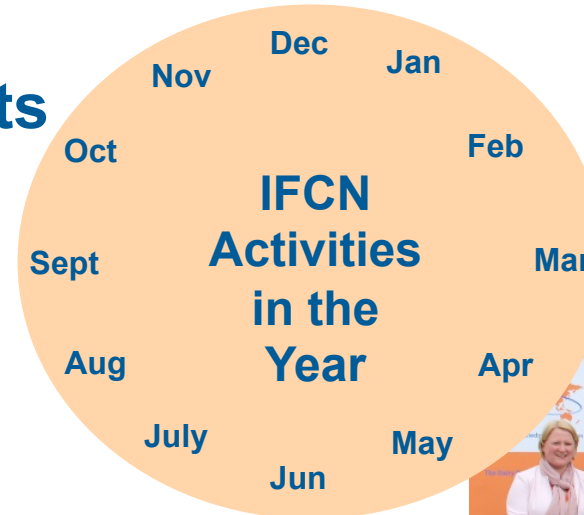 ts
Dec
Jan
Nov
Feb
Oct
IFCN
Activities
in the
Year
Mar
Sept
Apr
Aug
May
July
Jun